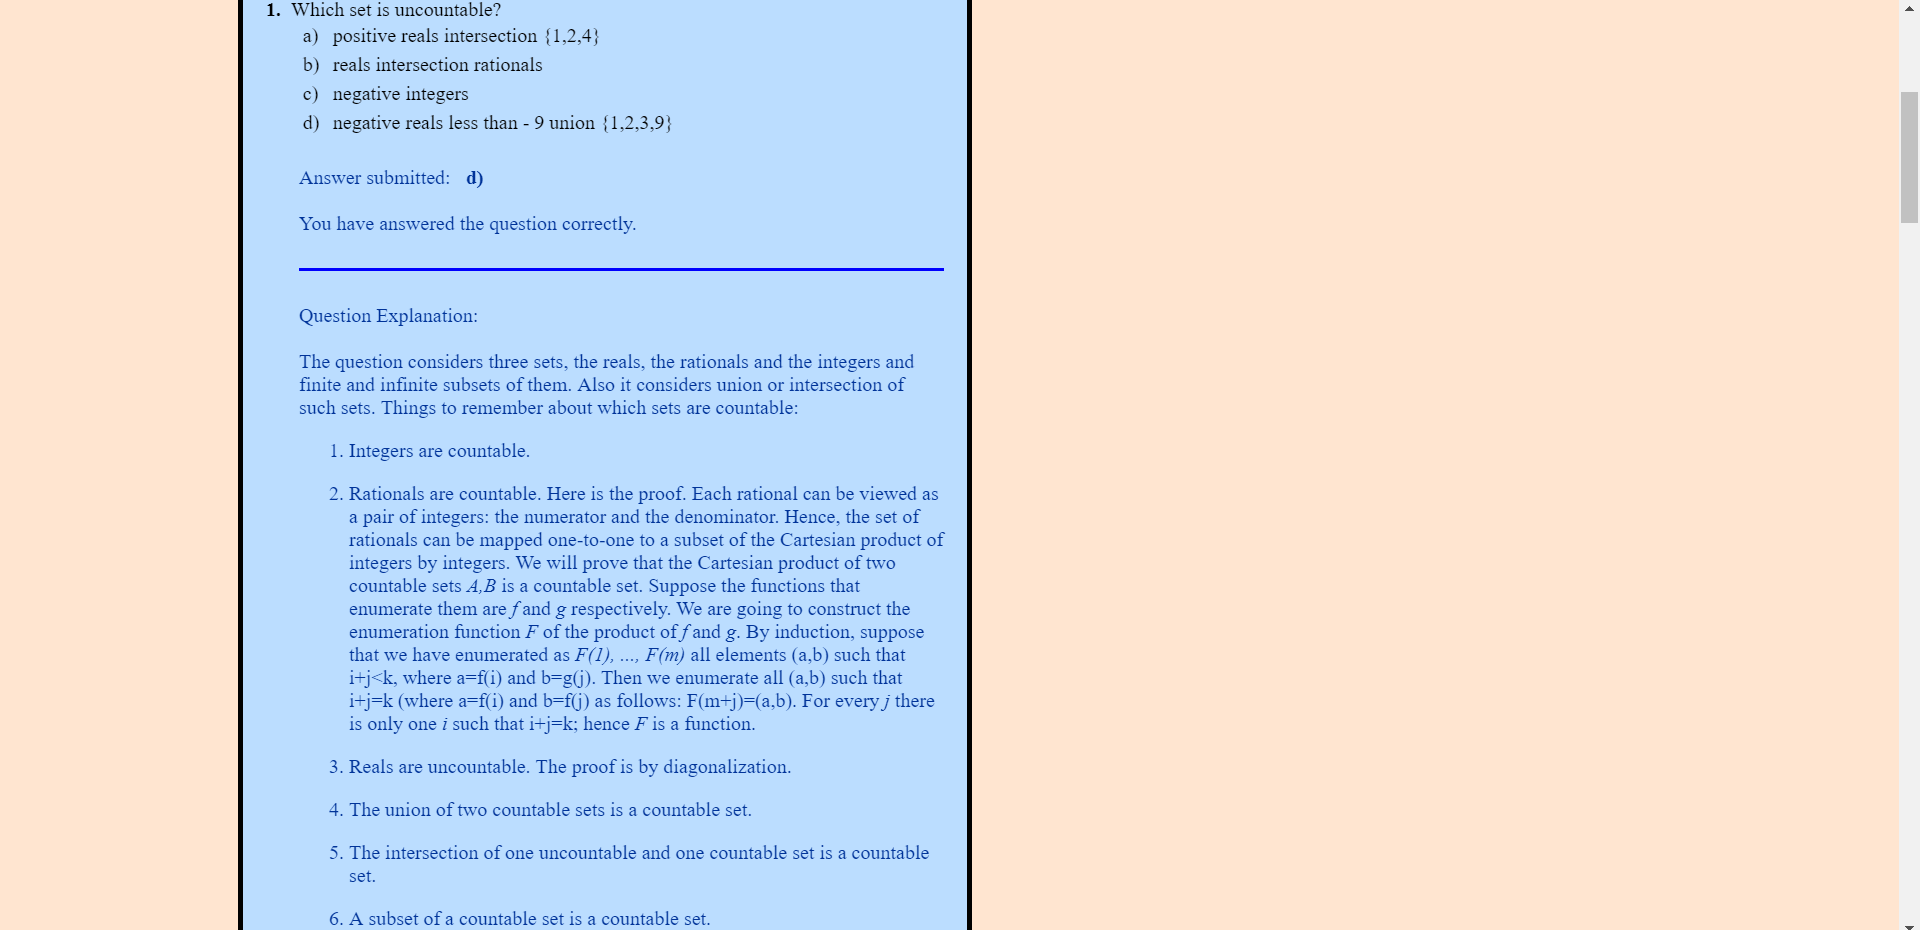 1. Which set is uncountable?
a) positive reals intersection {1,2,4}
b) reals intersection rationals
c) negative integers
d) negative reals less than - 9 union {1,2,3,9}
Answer submitted: d)
You have answered the question correctly.
Question Explanation:
The question considers three sets, the reals, the rationals and the integers and
finite and infinite subsets of them. Also it considers union or intersection of
such sets. Things to remember about which sets are countable:
1. Integers are countable.
2. Rationals are countable. Here is the proof. Each rational can be viewed as
a pair of integers: the numerator and the denominator. Hence, the set of
rationals can be mapped one-to-one to a subset of the Cartesian product of
integers by integers. We will prove that the Cartesian product of two
countable sets A,B is a countable set. Suppose the functions that
enumerate them are f and g respectively. We are going to construct the
enumeration function F of the product of f and g. By induction, suppose
that we have enumerated as F(1), ..., F(m) all elements (a,b) such that
i+j<k, where a=f(i) and b=g(j). Then we enumerate all (a,b) such that
i+j=k (where a=f(i) and b=f(j) as follows: F(m+j)=(a,b). For every j there
is only one i such that i+j=k; hence F is a function.
3. Reals are uncountable. The proof is by diagonalization.
4. The union of two countable sets is a countable set.
5. The intersection of one uncountable and one countable set is a countable
set.
6. A subset of a countable set is a countable set.